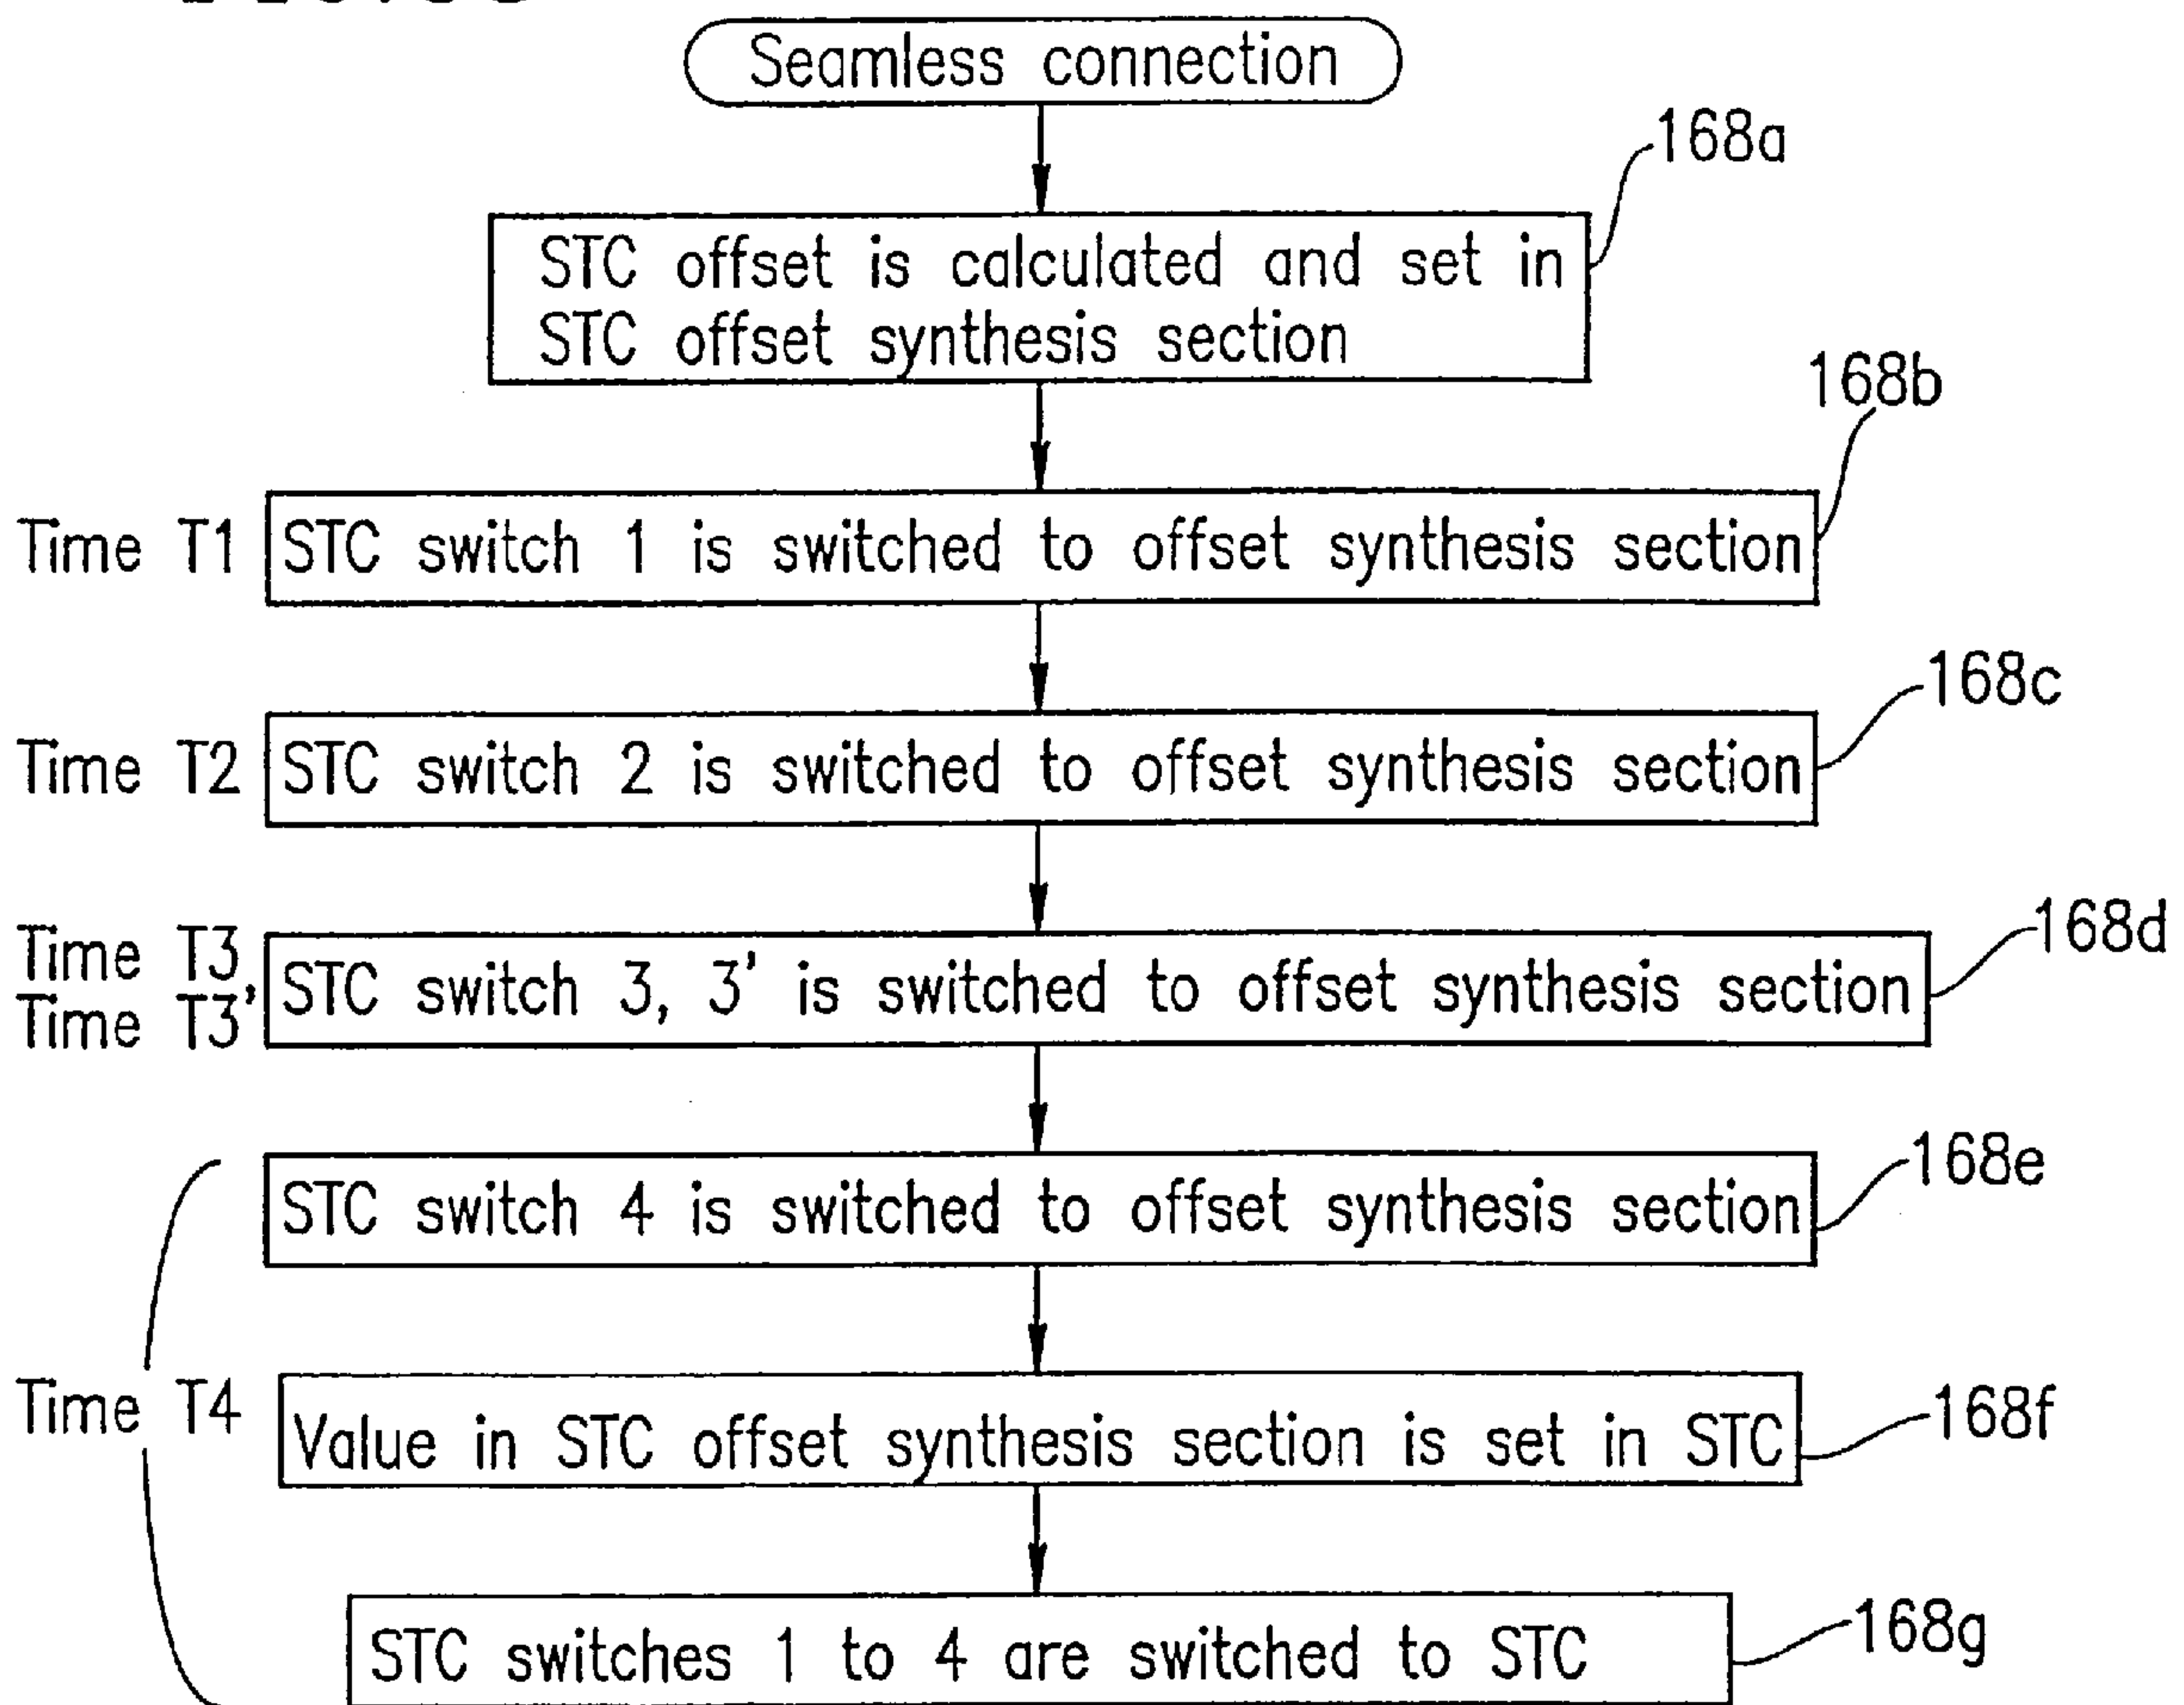 Seamless connection
168a
STC offset is calculated and set in
STC offset synthesis section
168b
Time T1
STC switch 1 is switched to offset synthesis section
168c
Time T2
STC switch 2 is switched to offset synthesis section
168d
Time T3,
Time T3'
STC switch 3, 3' is switched to offset synthesis section
168e
STC switch 4 is switched to offset synthesis section
Time T4
168f
Value in STC offset synthesis section is set in STC
168g
STC switches 1 to 4 are switched to STC